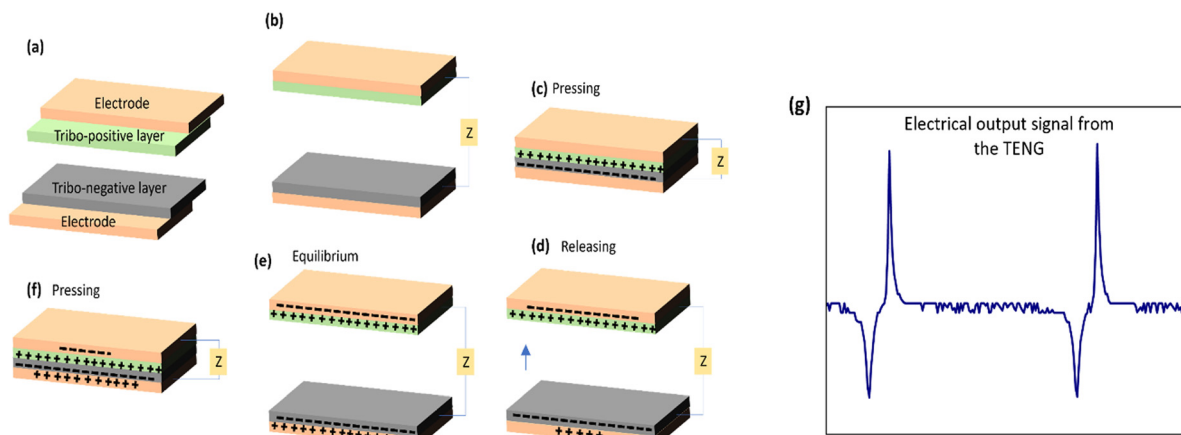 (a)
Electrode
Tribo-positive layer
Tribo-negative layer
Electrode
(b)
Z
(c) Pressing
+++++++++++++++
Z
(d) Releasing
Z
(e)
Equilibrium
Z
(f) Pressing
Z
(g)
Electrical output signal from
the TENG